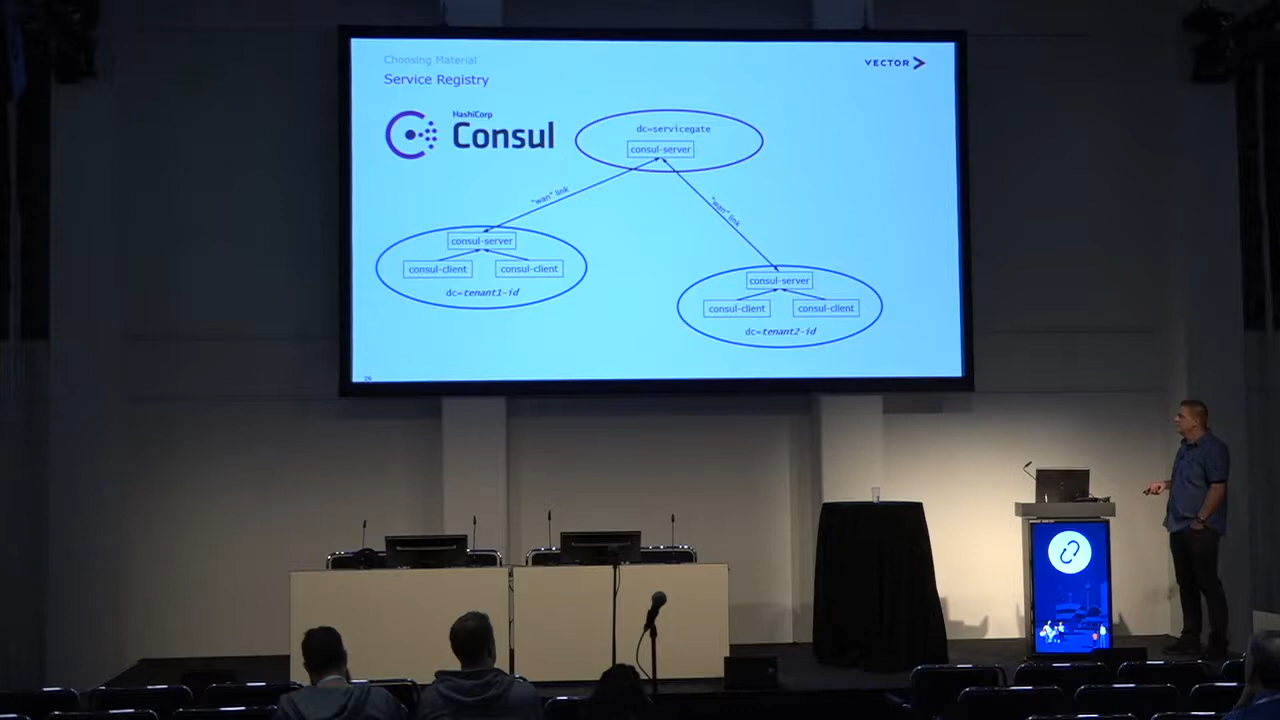 Choosing Material
Service Registry
VECTOR
HashiCorp
Consul
dc=servicegate
consul-server
"wan" link
"wan" link
consul-server
consul-client
consul-client
dc=tenant1-id
consul-server
consul-client
consul-client
dc=tenant2-id